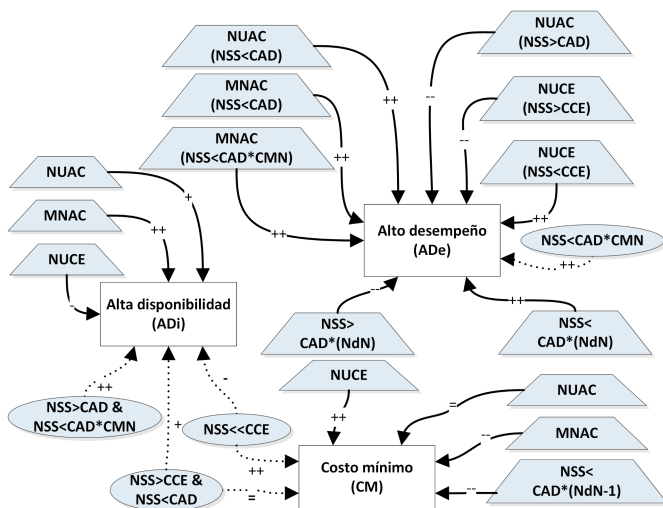 NUAC
(NSS<CAD)
NUAC
(NSS>CAD)
MNAC
(NSS<CAD)
NUCE
(NSS>CCE)
MNAC
(NSS<CAD*CMN)
NUCE
(NSS<CCE)
++
--
++
--
++
++
NUAC
+
MNAC
++
NUCE
-
Alto desempeño
(ADe)
NSS<CAD*CMN
++
Alta disponibilidad
(ADi)
--
++
NSS>
CAD*(NdN)
NSS<
CAD*(NdN)
++
-
+
NUCE
++
NSS>CAD &
NSS<CAD*CMN
NSS<<CCE
++
NSS>CCE &
NSS<CAD
=
Costo mínimo
(CM)
=
NUAC
--
MNAC
--
NSS<
CAD*(NdN-1)